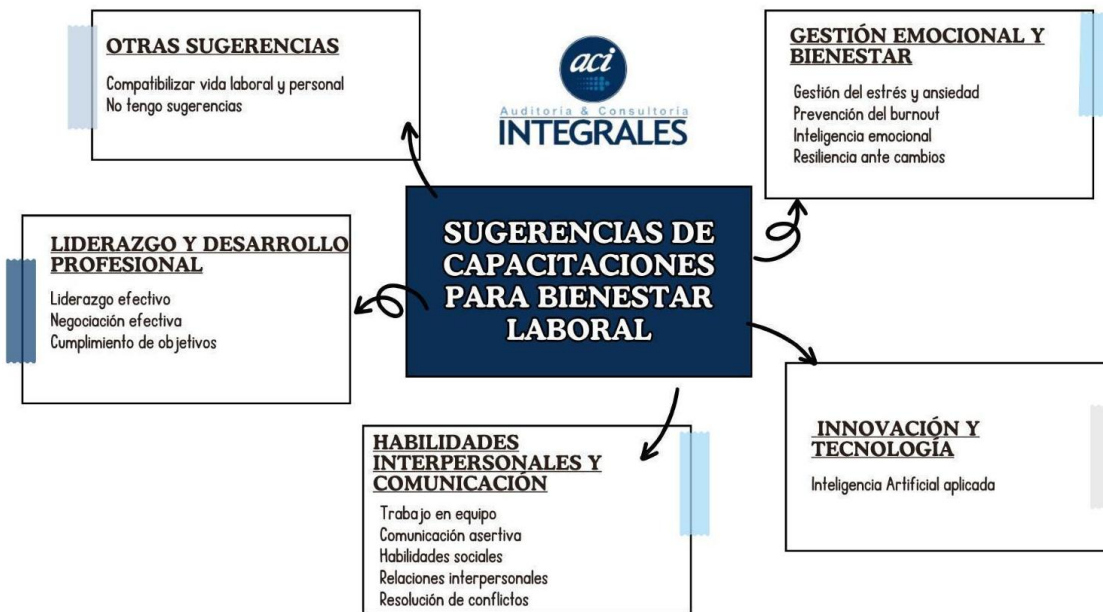 OTRAS SUGERENCIAS
Compatibilizar vida laboral y personal
No tengo sugerencias
aci
Auditoria & Consultoria
INTEGRALES
GESTIÓN EMOCIONAL Y
BIENESTAR
Gestión del estrés y ansiedad
Prevención del burnout
Inteligencia emocional
Resiliencia ante cambios
SUGERENCIAS DE
CAPACITACIONES
PARA BIENESTAR
LABORAL
LIDERAZGO Y DESARROLLO
PROFESIONAL
Liderazgo efectivo
Negociación efectiva
Cumplimiento de objetivos
HABILIDADES
INTERPERSONALES Y
COMUNICACIÓN
Trabajo en equipo
Comunicación asertiva
Habilidades sociales
Relaciones interpersonales
Resolución de conflictos
INNOVACIÓN Y
TECNOLOGÍA
Inteligencia Artificial aplicada